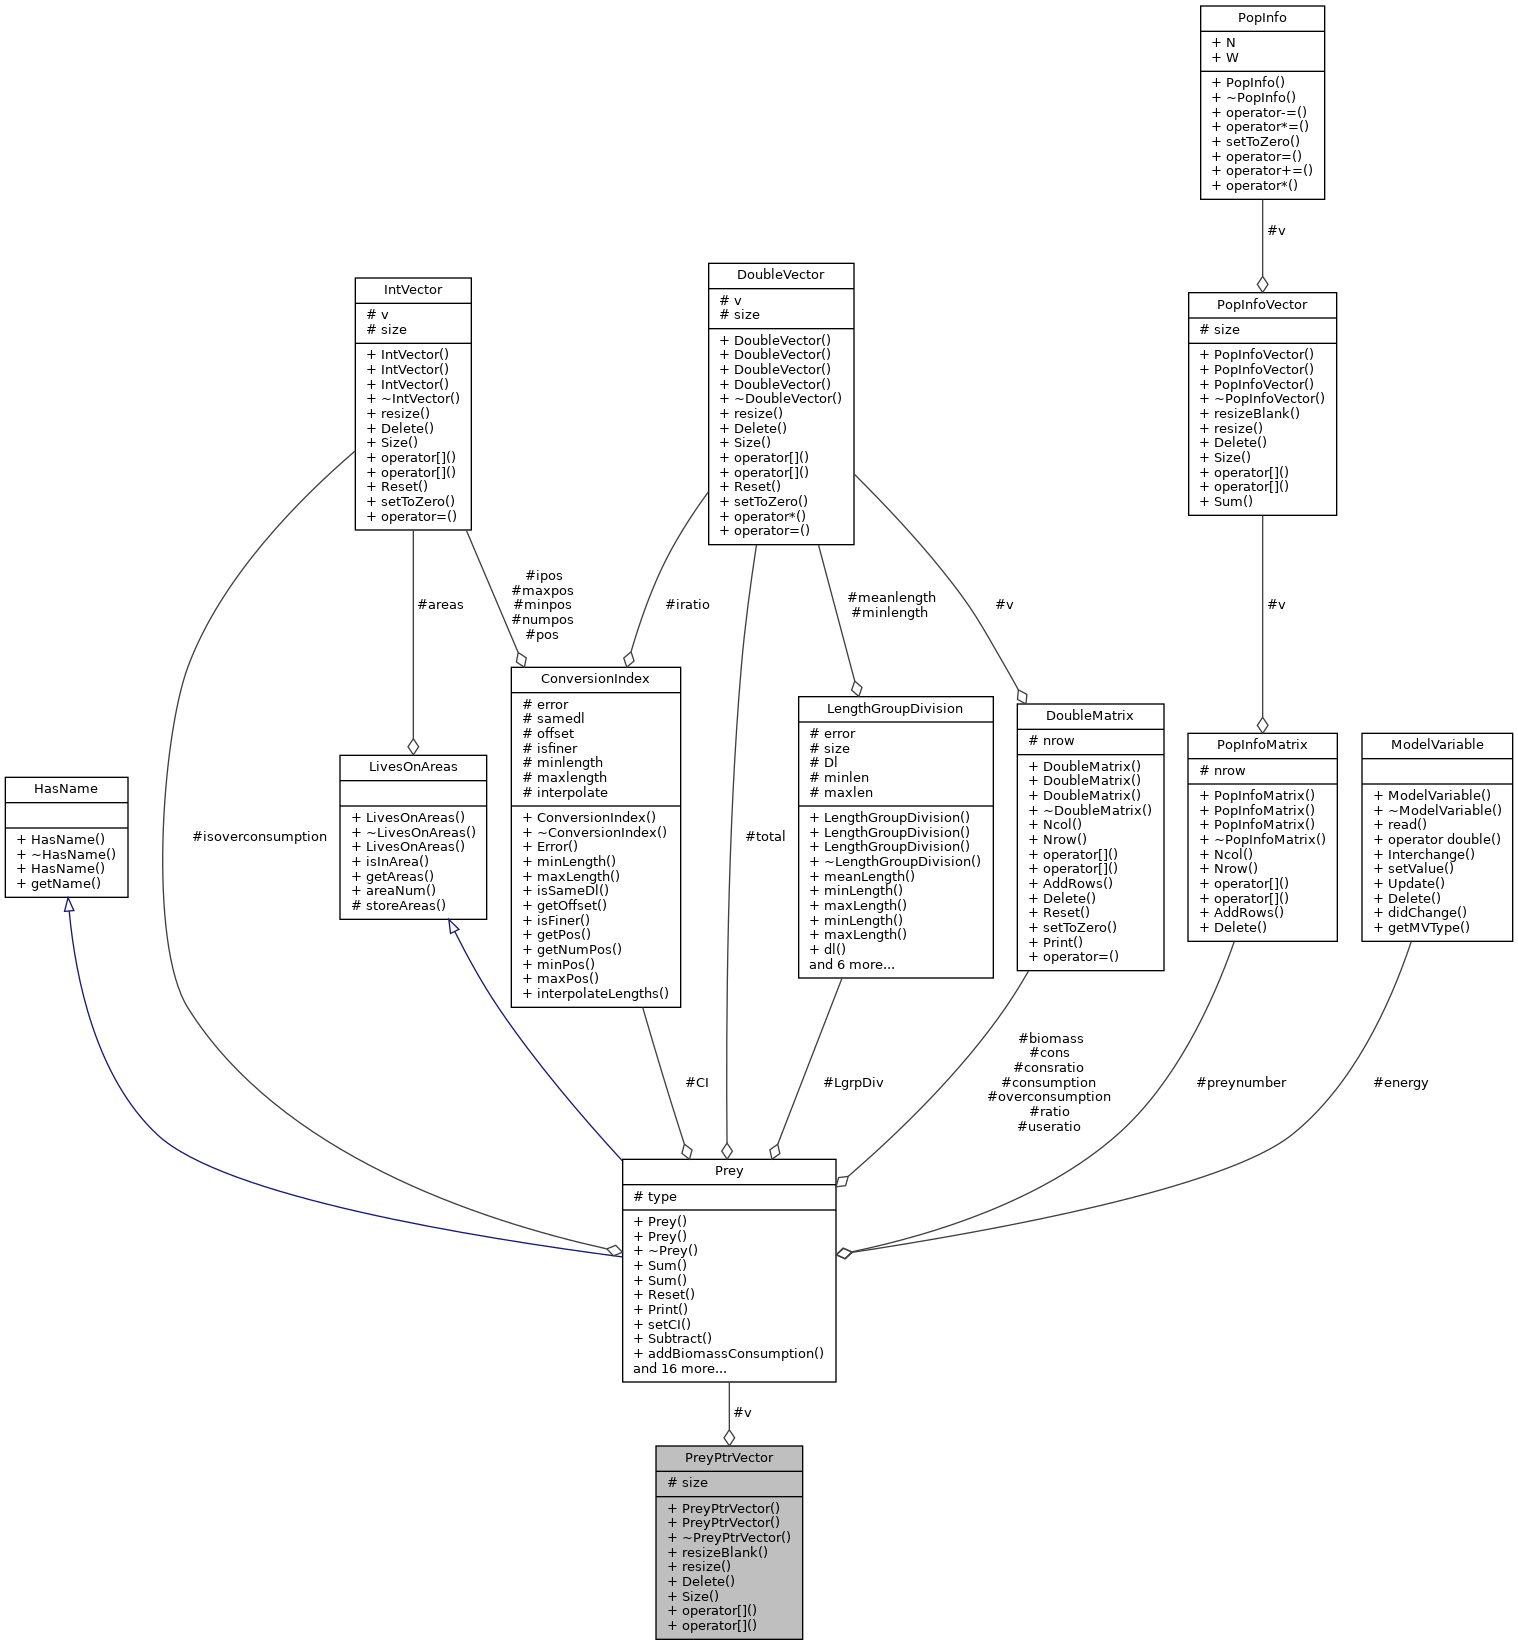 PopInfo
+ N
+ W
+ PopInfo()
+ ~PopInfo()
+ operator-=()
+ operator*=()
+ setToZero()
+ operator=()
+ operator+=()
+ operator*()
#v
IntVector
# v
# size
+ IntVector()
+ IntVector()
+ IntVector()
+ ~IntVector()
+ resize()
+ Delete()
+ Size()
+ operator[]()
+ operator[]()
+ Reset()
+ setToZero()
+ operator=()
DoubleVector
# v
# size
+ DoubleVector()
+ DoubleVector()
+ DoubleVector()
+ DoubleVector()
+ ~DoubleVector()
+ resize()
+ Delete()
+ Size()
+ operator[]()
+ operator[]()
+ Reset()
+ setToZero()
+ operator*()
+ operator=()
PopInfoVector
# size
+ PopInfoVector()
+ PopInfoVector()
+ PopInfoVector()
+ ~PopInfoVector()
+ resizeBlank()
+ resize()
+ Delete()
+ Size()
+ operator[]()
+ operator[]()
+ Sum()
#areas
#ipos
#maxpos
#minpos
#numpos
#pos
#iratio
#meanlength
#minlength
#v
#v
HasName
+ HasName()
+ ~HasName()
+ HasName()
+ getName()
#isoverconsumption
LivesOnAreas
+ LivesOnAreas()
+ ~LivesOnAreas()
+ LivesOnAreas()
+ isInArea()
+ getAreas()
+ areaNum()
# storeAreas()
ConversionIndex
# error
# samedl
# offset
# isfiner
# minlength
# maxlength
# interpolate
+ ConversionIndex()
+ ~ConversionIndex()
+ Error()
+ minLength()
+ maxLength()
+ isSameDl()
+ getOffset()
+ isFiner()
+ getPos()
+ getNumPos()
+ minPos()
+ maxPos()
+ interpolateLengths()
#total
LengthGroupDivision
# error
# size
# Dl
# minlen
# maxlen
+ LengthGroupDivision()
+ LengthGroupDivision()
+ LengthGroupDivision()
+ ~LengthGroupDivision()
+ meanLength()
+ minLength()
+ maxLength()
+ minLength()
+ maxLength()
+ dl()
and 6 more...
DoubleMatrix
# nrow
+ DoubleMatrix()
+ DoubleMatrix()
+ DoubleMatrix()
+ ~DoubleMatrix()
+ Ncol()
+ Nrow()
+ operator[]()
+ operator[]()
+ AddRows()
+ Delete()
+ Reset()
+ setToZero()
+ Print()
+ operator=()
PopInfoMatrix
# nrow
+ PopInfoMatrix()
+ PopInfoMatrix()
+ PopInfoMatrix()
+ ~PopInfoMatrix()
+ Ncol()
+ Nrow()
+ operator[]()
+ operator[]()
+ AddRows()
+ Delete()
ModelVariable
+ ModelVariable()
+ ~ModelVariable()
+ read()
+ operator double()
+ Interchange()
+ setValue()
+ Update()
+ Delete()
+ didChange()
+ getMVType()
#CI
#LgrpDiv
#biomass
#cons
#consratio
#consumption
#overconsumption
#ratio
#useratio
#preynumber
#energy
Prey
# type
+ Prey()
+ Prey()
+ ~Prey()
+ Sum()
+ Sum()
+ Reset()
+ Print()
+ setCI()
+ Subtract()
+ addBiomassConsumption()
and 16 more...
#v
PreyPtrVector
# size
+ PreyPtrVector()
+ PreyPtrVector()
+ ~PreyPtrVector()
+ resizeBlank()
+ resize()
+ Delete()
+ Size()
+ operator[]()
+ operator[]()